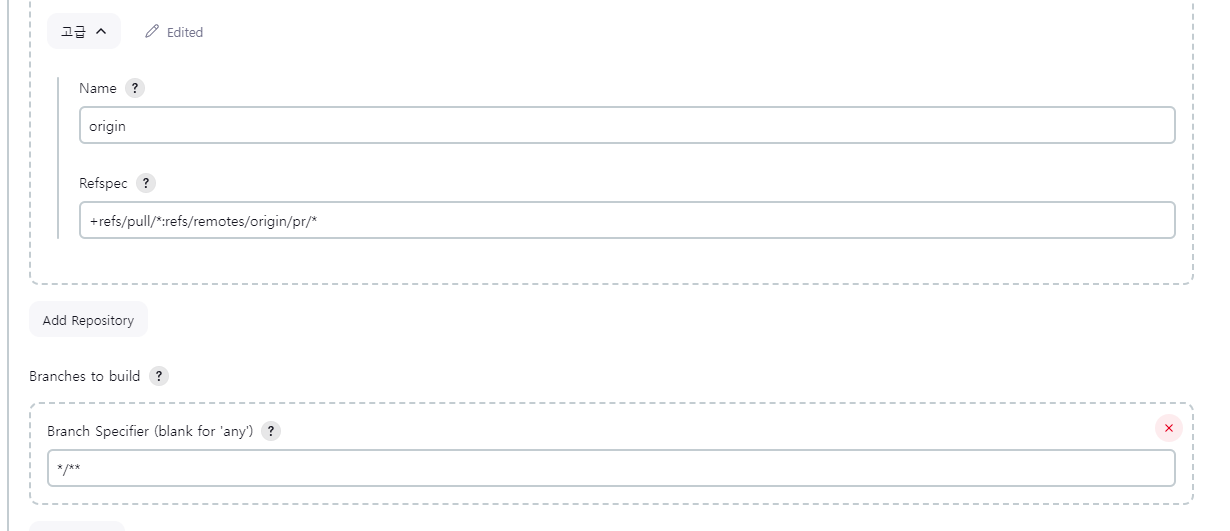 고급
Edited
Name ?
origin
Refspec ?
+refs/pull/*:refs/remotes/origin/pr/*
Add Repository
Branches to build ?
Branch Specifier (blank for 'any') ?
*/**